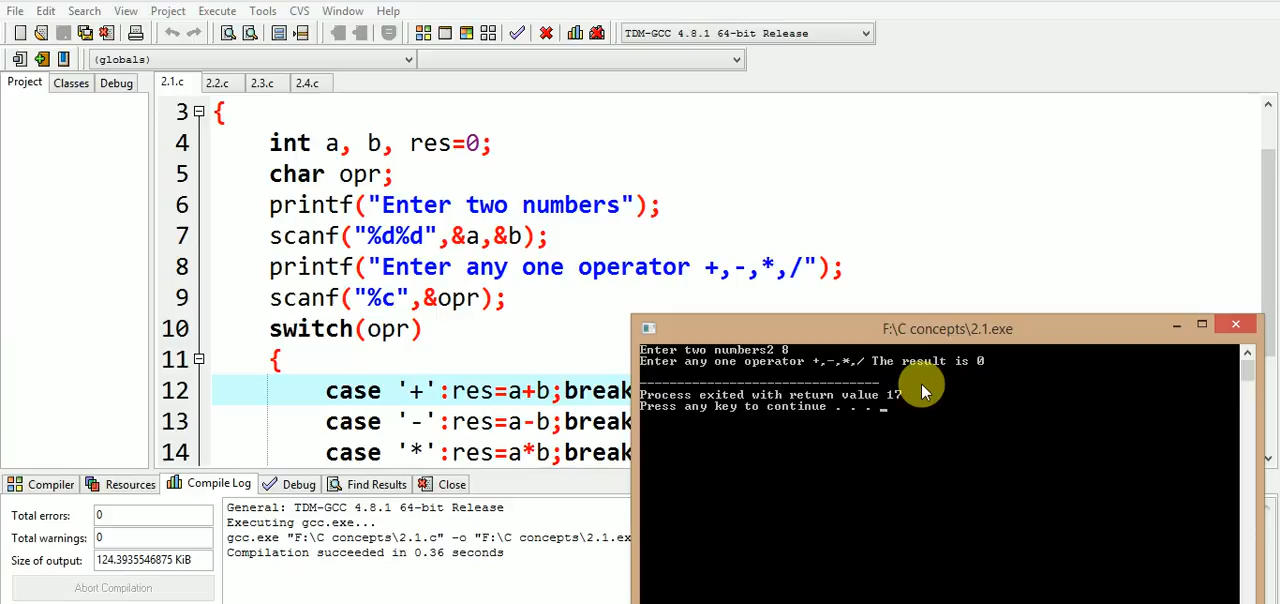 File Edit Search View Project Execute Tools CVS Window Help
TDM-GCC 4.8.1 64-bit Release
(globals)
Project Classes Debug 2.1.c 2.2.c 2.3.c 2.4.c
3 {
4 int a, b, res=0;
5 char opr;
6 printf("Enter two numbers");
7 scanf("%d%d",&a,&b);
8 printf("Enter any one operator +,-,*,/");
9 scanf("%c",&opr);
10 switch(opr)
11 {
12 case '+':res=a+b;break
13 case '-':res=a-b;break
14 case '*':res=a*b;break
F:\C concepts\2.1.exe
Enter two numbers2 8
Enter any one operator +,-,*,/ The result is 0
--------------------------------
Process exited with return value 17
Press any key to continue . . . _
Compiler Resources Compile Log Debug Find Results Close
Total errors: 0
Total warnings: 0
Size of output: 124.3935546875 KiB
Abort Compilation
General: TDM-GCC 4.8.1 64-bit Release
Executing gcc.exe...
gcc.exe "F:\C concepts\2.1.c" -o "F:\C concepts\2.1.ex
Compilation succeeded in 0.36 seconds